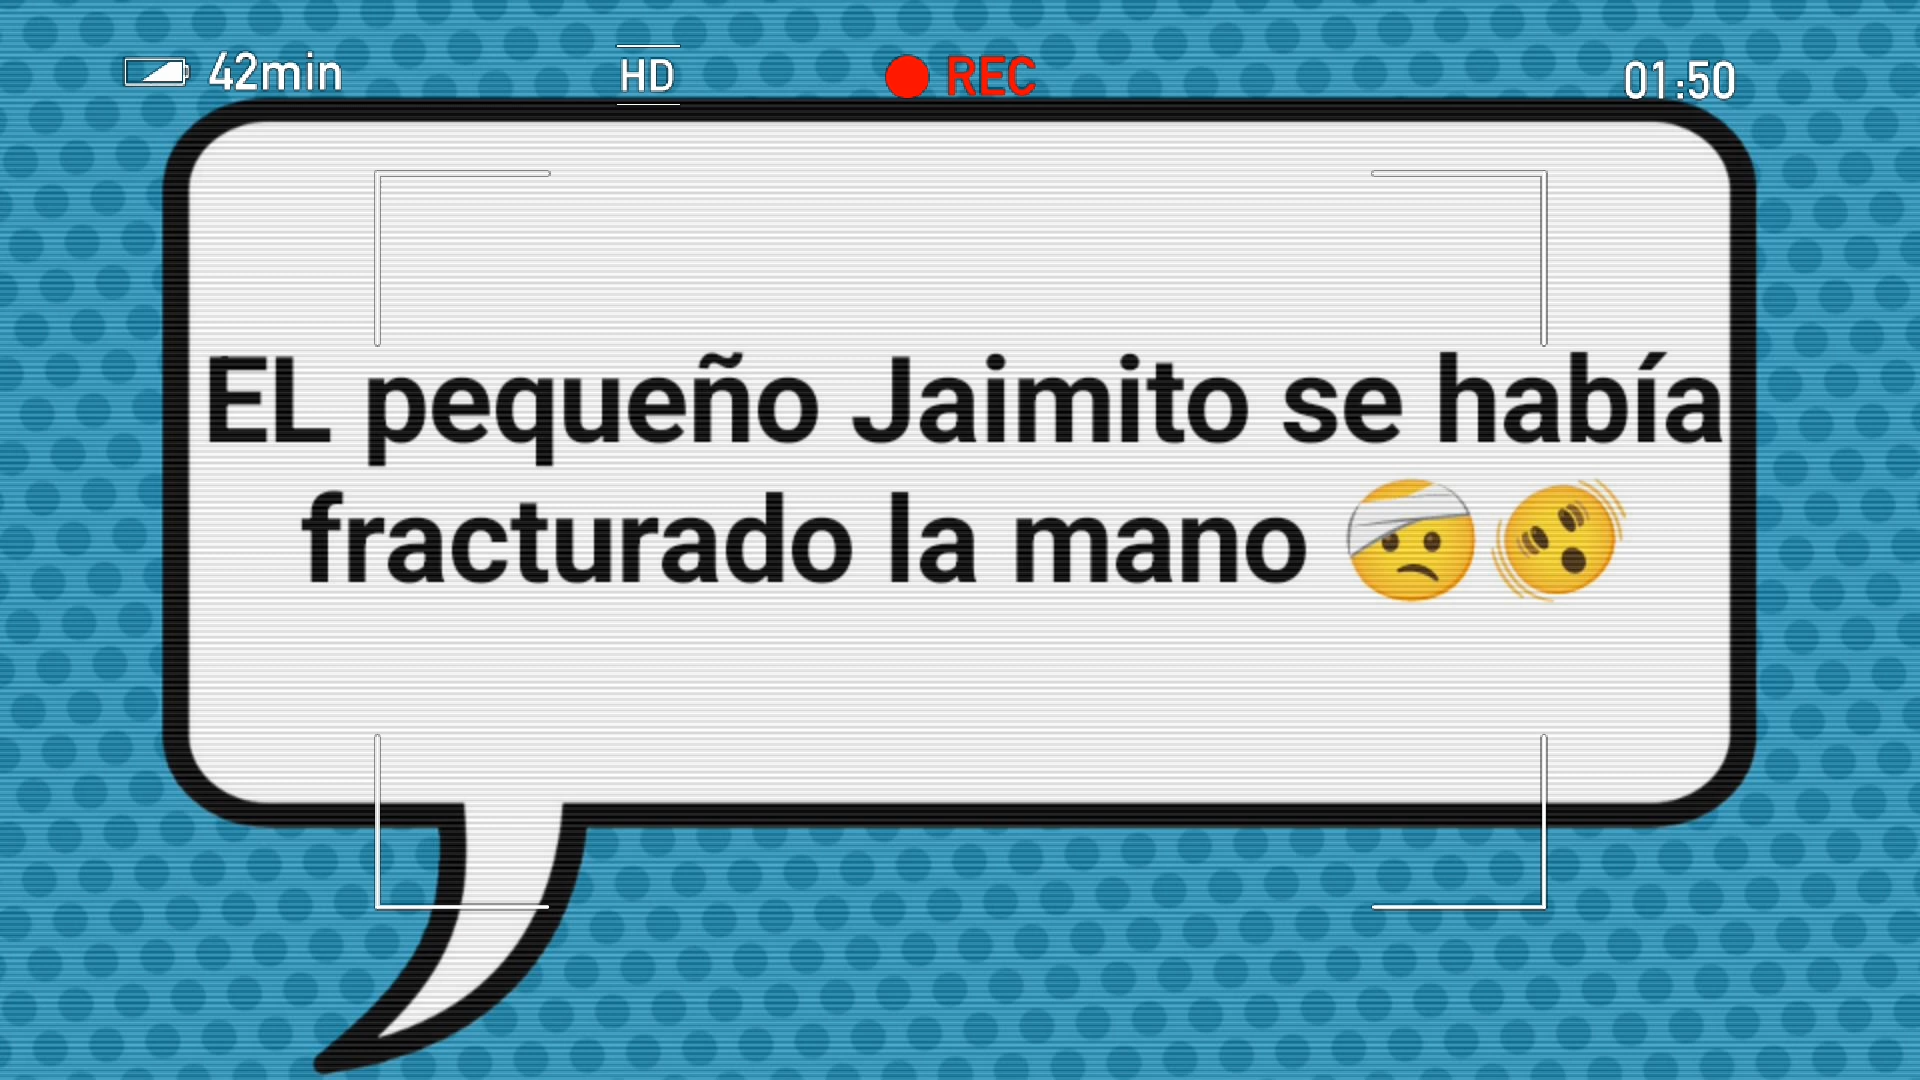 42min HD REC 01:50
EL pequeño Jaimito se había
fracturado la mano 🤕🫨